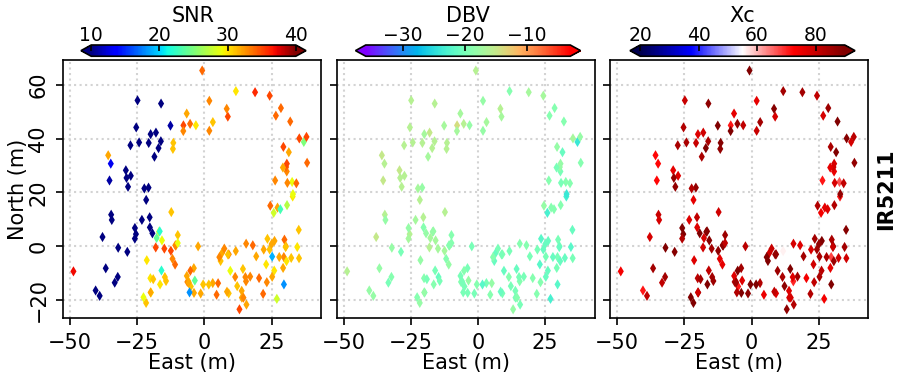 SNR DBV Xc
10 20 30 40 −30 −20 −10 20 40 60 80
60
40
20
0
−20
North (m)
−50 −25 0 25 −50 −25 0 25 −50 −25 0 25
East (m) East (m) East (m)
IR5211